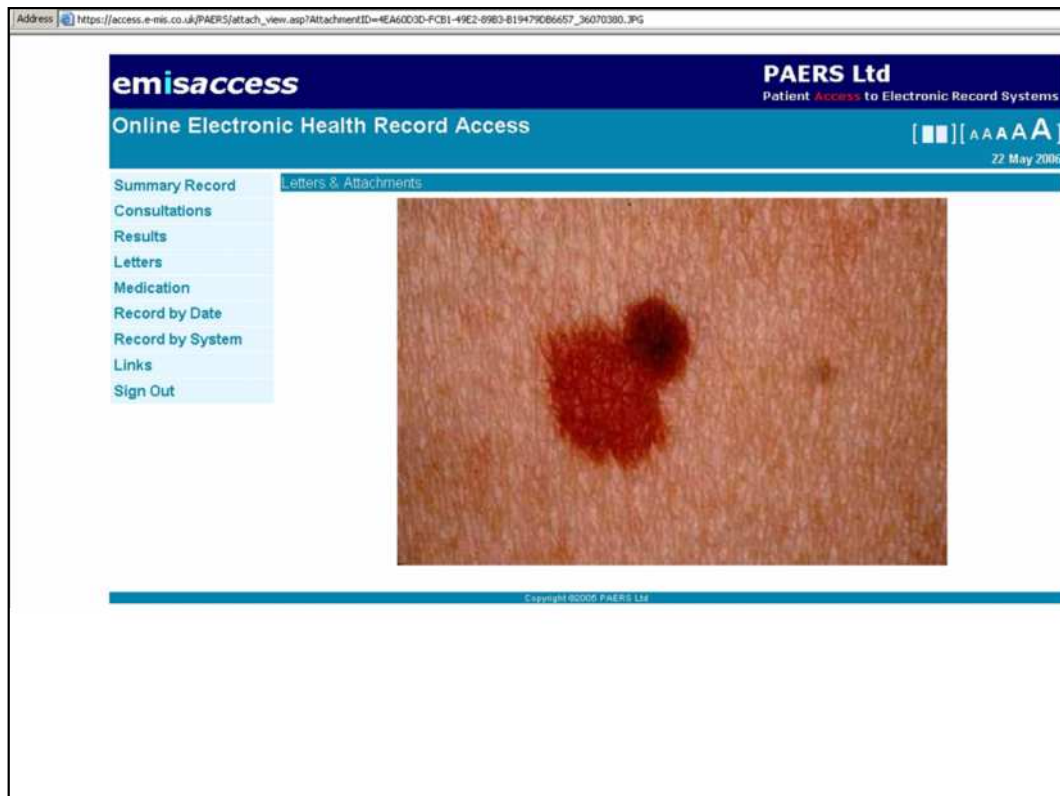 Address https://access.e-mis.co.uk/PAERS/attach_view.asp?AttachmentID=4EA60D3D-FCB1-49E2-89B3-B19479DB6657_36070380.JPG
emisaccess
PAERS Ltd
Patient Access to Electronic Record Systems
Online Electronic Health Record Access
[ ][ A A A A A ]
22 May 2006
Summary Record
Letters & Attachments
Consultations
Results
Letters
Medication
Record by Date
Record by System
Links
Sign Out
Copyright ©2005 PAERS Ltd